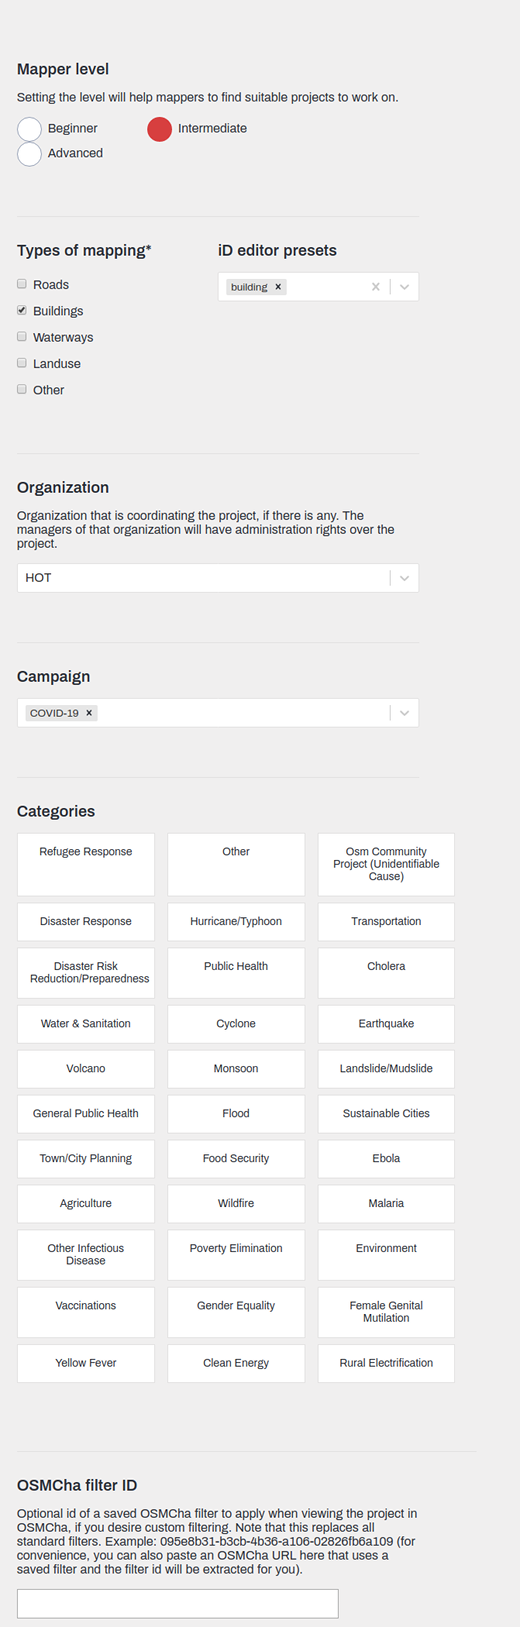 Mapper level
Setting the level will help mappers to find suitable projects to work on.
Beginner Intermediate
Advanced
Types of mapping* iD editor presets
Roads building ×
Buildings
Waterways
Landuse
Other
Organization
Organization that is coordinating the project, if there is any. The
managers of that organization will have administration rights over the
project.
HOT
Campaign
COVID-19 ×
Categories
Refugee Response
Other
Osm Community
Project (Unidentifiable
Cause)
Disaster Response
Hurricane/Typhoon
Transportation
Disaster Risk
Reduction/Preparedness
Public Health
Cholera
Water & Sanitation
Cyclone
Earthquake
Volcano
Monsoon
Landslide/Mudslide
General Public Health
Flood
Sustainable Cities
Town/City Planning
Food Security
Ebola
Agriculture
Wildfire
Malaria
Other Infectious
Disease
Poverty Elimination
Environment
Vaccinations
Gender Equality
Female Genital
Mutilation
Yellow Fever
Clean Energy
Rural Electrification
OSMCha filter ID
Optional id of a saved OSMCha filter to apply when viewing the project in
OSMCha, if you desire custom filtering. Note that this replaces all
standard filters. Example: 095e8b31-b3cb-4b36-a106-02826fb6a109 (for
convenience, you can also paste an OSMCha URL here that uses a
saved filter and the filter id will be extracted for you).